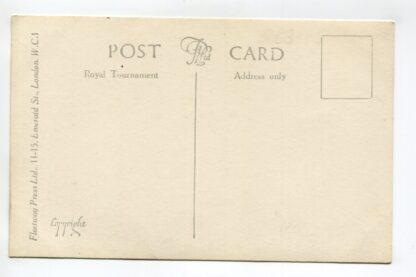 POST CARD
Royal Tournament
Address only
Fleetway Press Ltd., 11-15, Emerald St., London, W.C.1
Copyright